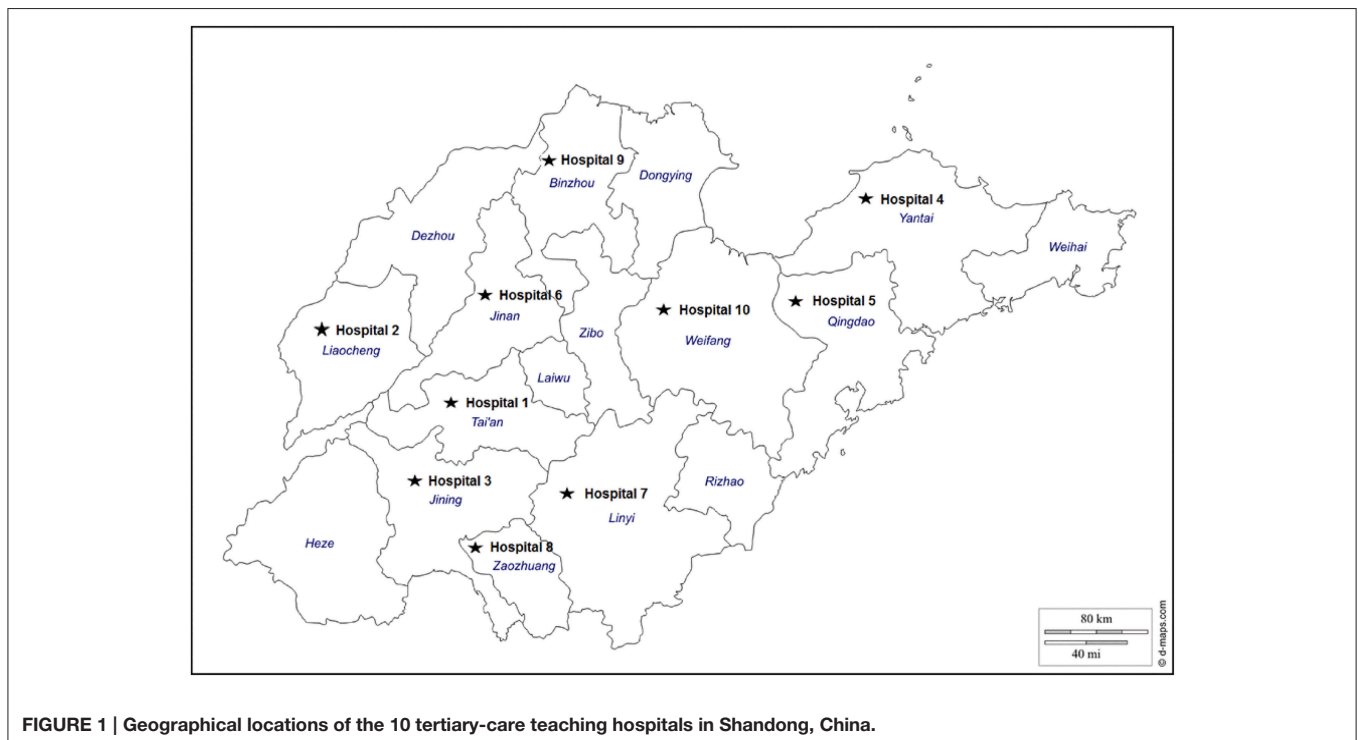 Hospital 9
Binzhou
Dongying
Hospital 4
Yantai
Dezhou
Weihai
Hospital 6
Jinan
Hospital 10
Weifang
Hospital 5
Qingdao
Hospital 2
Liaocheng
Zibo
Laiwu
Hospital 1
Tai'an
Hospital 3
Jining
Hospital 7
Linyi
Rizhao
Heze
Hospital 8
Zaozhuang
80 km
40 mi
© d-maps.com
FIGURE 1 | Geographical locations of the 10 tertiary-care teaching hospitals in Shandong, China.